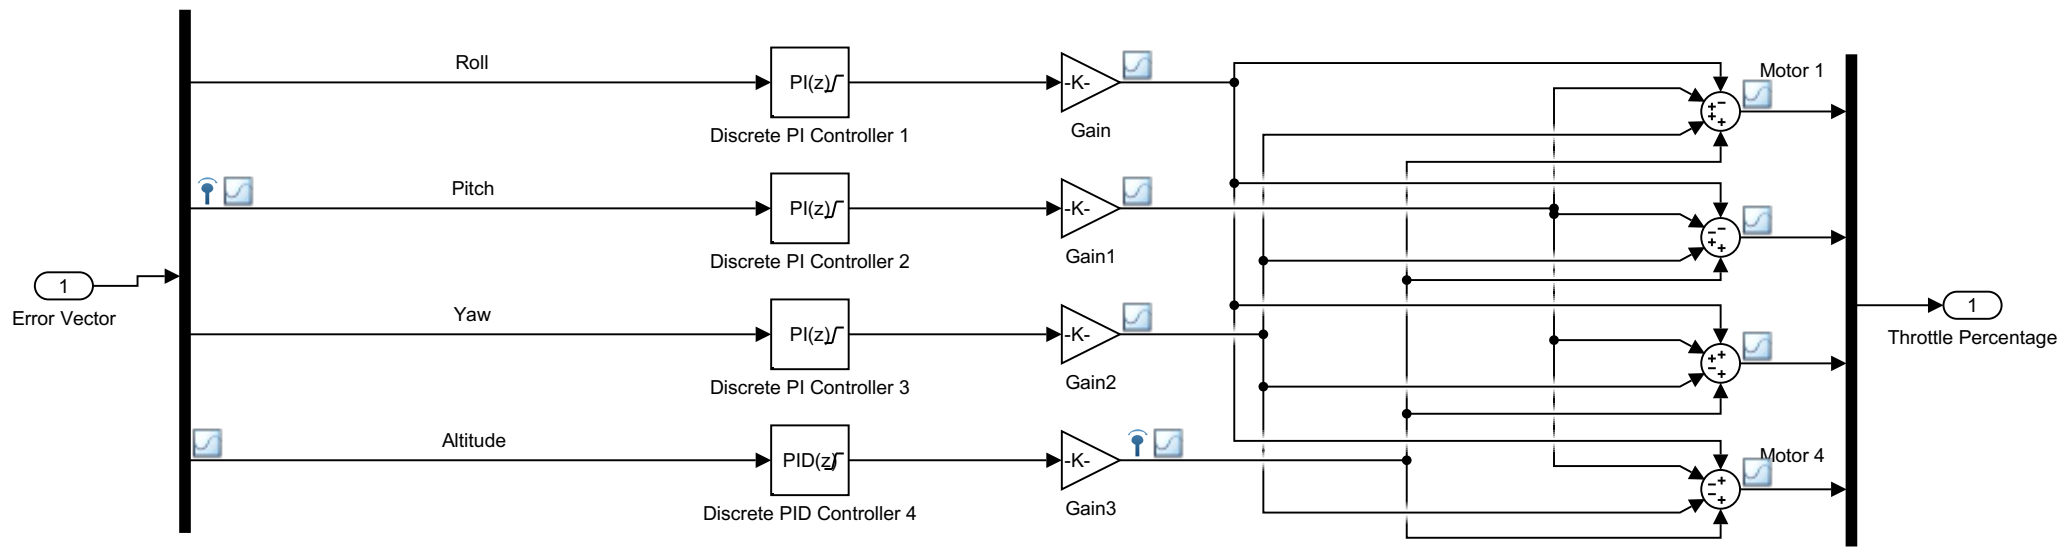 Roll
PI(z)
Discrete PI Controller 1
-K-
Gain
Motor 1
Pitch
PI(z)
Discrete PI Controller 2
-K-
Gain1
1
Error Vector
Yaw
PI(z)
Discrete PI Controller 3
-K-
Gain2
1
Throttle Percentage
Altitude
PID(z)
Discrete PID Controller 4
-K-
Gain3
Motor 4